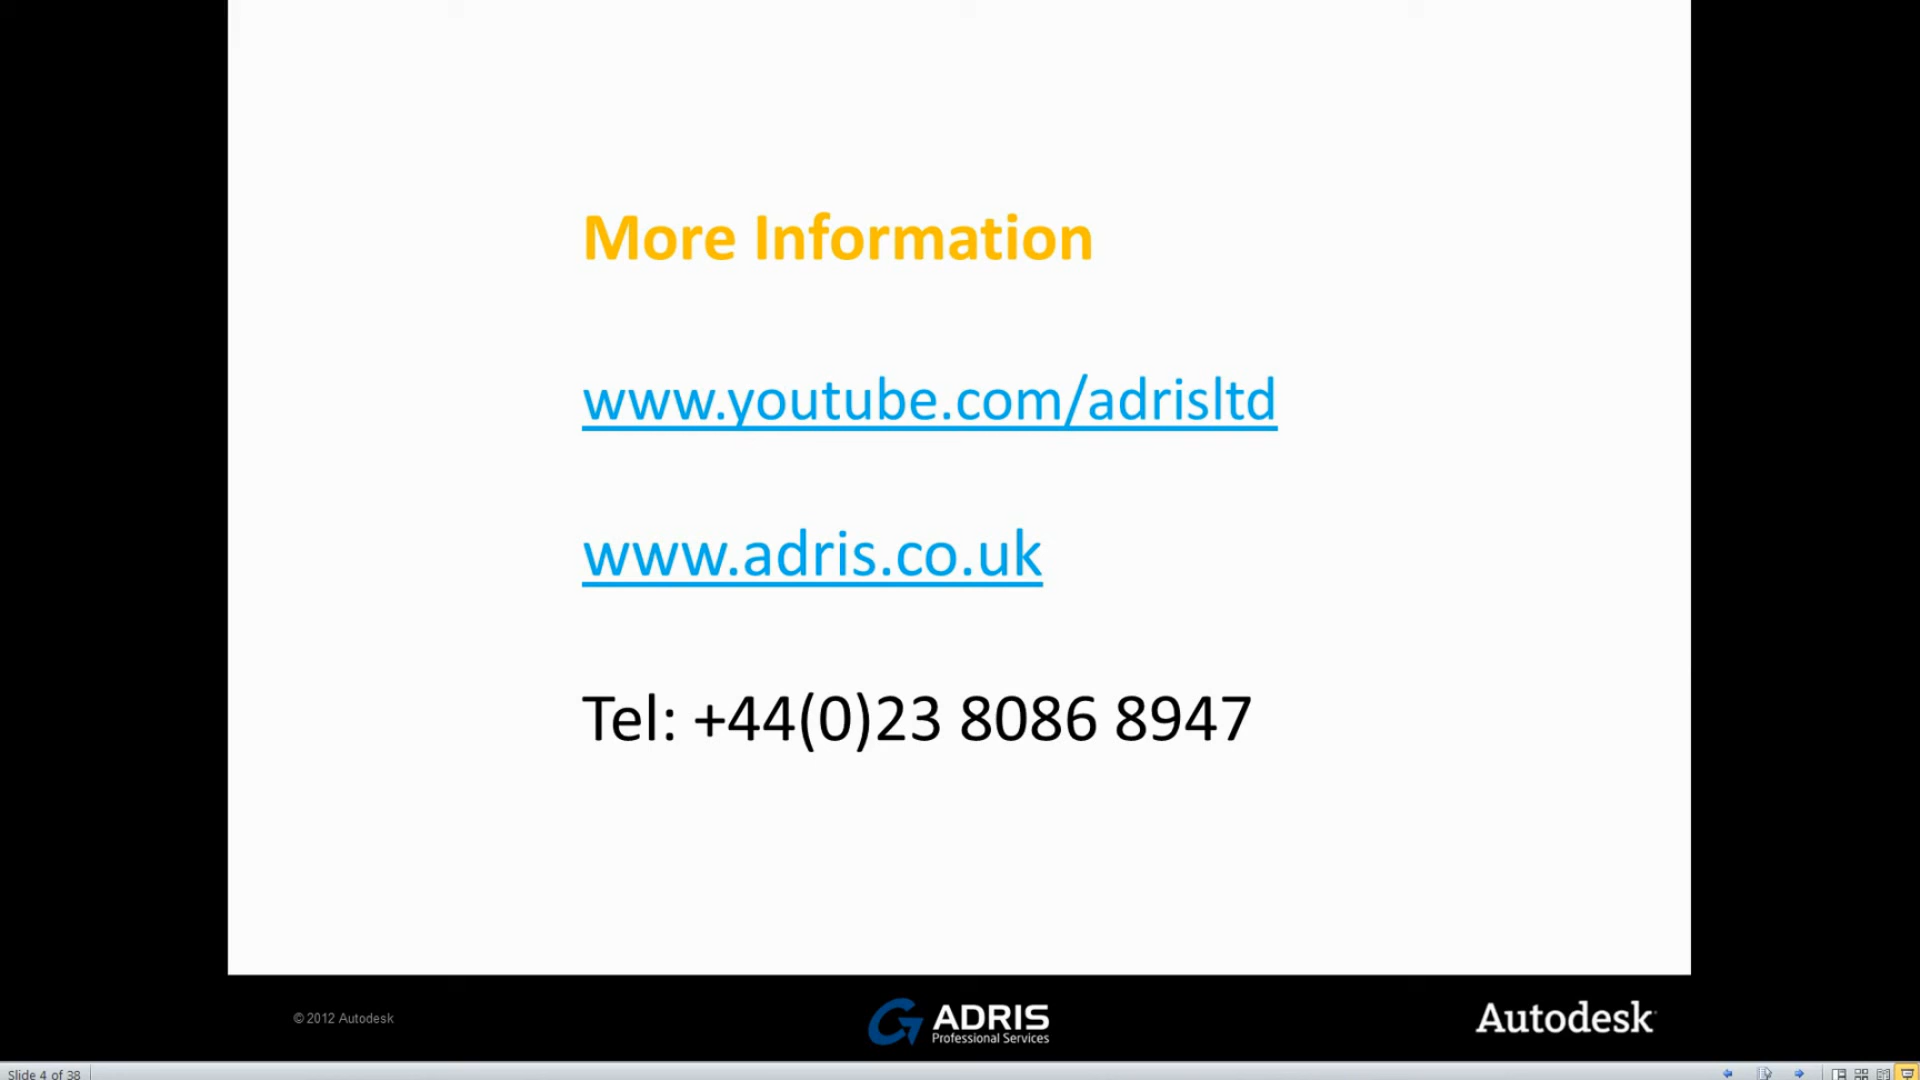 More Information
www.youtube.com/adrisltd
www.adris.co.uk
Tel: +44(0)23 8086 8947
© 2012 Autodesk
ADRIS
Professional Services
Autodesk
Slide 4 of 38